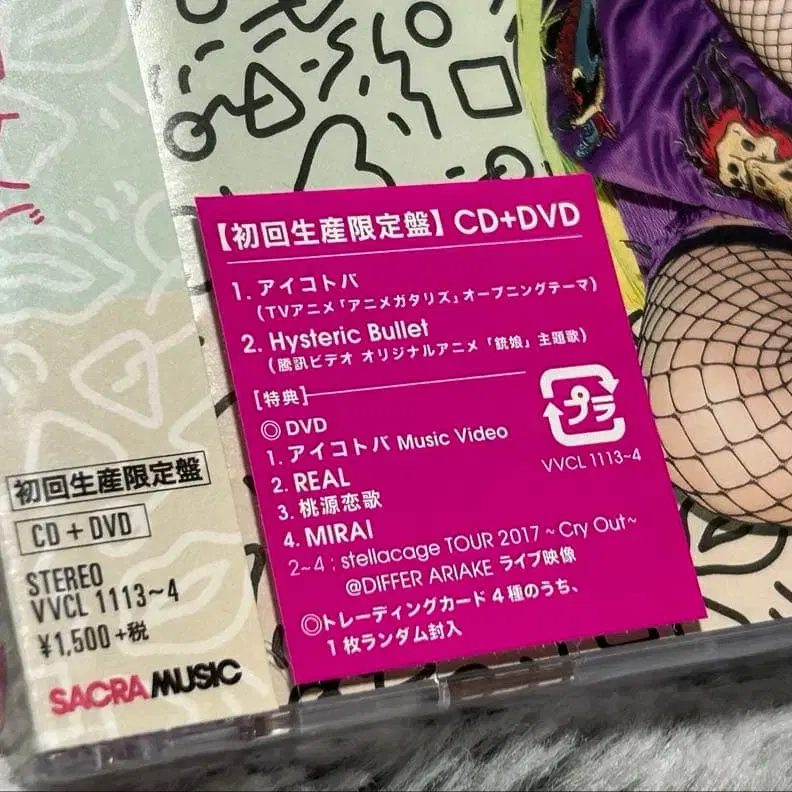 【初回生産限定盤】CD+DVD
1. アイコトバ
(TVアニメ「アニメガタリズ」オープニングテーマ)
2. Hysteric Bullet
(騰訊ビデオ オリジナルアニメ「銃娘」主題歌)
[特典]
◎DVD
1. アイコトバ Music Video
2. REAL
3. 桃源恋歌
4. MIRAI
2~4 : stellacage TOUR 2017 ~Cry Out~
@DIFFER ARIAKE ライブ映像
◎トレーディングカード4種のうち、
1枚ランダム封入
プラ
VVCL 1113~4
初回生産限定盤
CD + DVD
STEREO
VVCL 1113~4
¥1,500+税
SACRA MUSIC